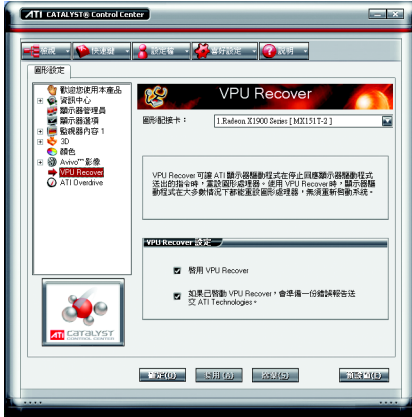 ATI CATALYST® Control Center
檢視
快速鍵
設定檔
喜好設定
說明
圖形設定
歡迎您使用本產品
資訊中心
顯示器管理員
顯示器選項
監視器內容 1
3D
顏色
Avivo™ 影像
VPU Recover
ATI Overdrive
ATI CATALYST
CONTROL CENTER
VPU Recover
圖形配接卡：
1.Radeon X1900 Series [ MX151T-2 ]
VPU Recover 可讓 ATI 顯示器驅動程式在停止回應顯示器驅動程式
送出的指令時，重設圖形處理器。使用 VPU Recover 時，顯示器驅
動程式在大多數情況下都能重設圖形處理器，無須重新啓動系統。
VPU Recover 設定
啓用 VPU Recover
如果已啓動 VPU Recover，會準備一份錯誤報告送
交 ATI Technologies。
確定(O)
套用 (A)
預設值(D)